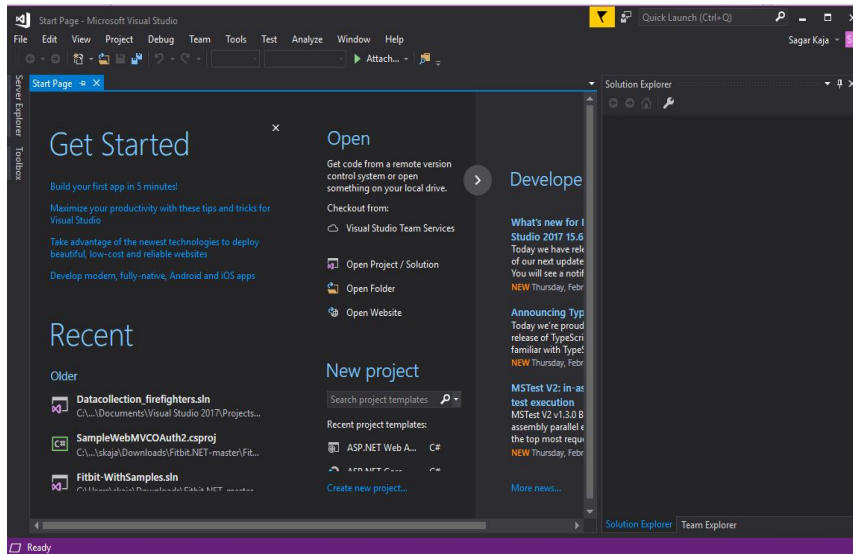 Start Page - Microsoft Visual Studio
Quick Launch (Ctrl+Q)
File Edit View Project Debug Team Tools Test Analyze Window Help
Sagar Kaja
Attach...
Server Explorer
Toolbox
Start Page
Get Started
Build your first app in 5 minutes!
Maximize your productivity with these tips and tricks for
Visual Studio
Take advantage of the newest technologies to deploy
beautiful, low-cost and reliable websites
Develop modern, fully-native, Android and iOS apps
Recent
Older
Datacollection_firefighters.sln
C:\...\Documents\Visual Studio 2017\Projects...
SampleWebMVCOAuth2.csproj
C:\...\skaja\Downloads\Fitbit.NET-master\Fit...
Fitbit-WithSamples.sln
C:\Users\skaja\Downloads\Fitbit.NET-master
Open
Get code from a remote version
control system or open
something on your local drive.
Checkout from:
Visual Studio Team Services
Open Project / Solution
Open Folder
Open Website
New project
Search project templates
Recent project templates:
ASP.NET Web A... C#
ASP.NET Core C#
Create new project...
Develope
What's new for
Studio 2017 15.6
Today we have rele
of our next update
You will see a notif
NEW Thursday, Febr
Announcing Typ
Today we're proud
release of TypeScri
familiar with TypeS
NEW Thursday, Febr
MSTest V2: in-as
test execution
MSTest V2 v1.3.0 B
assembly parallel e
the top most requ
NEW Thursday, Febr
More news...
Solution Explorer
Solution Explorer Team Explorer
Ready